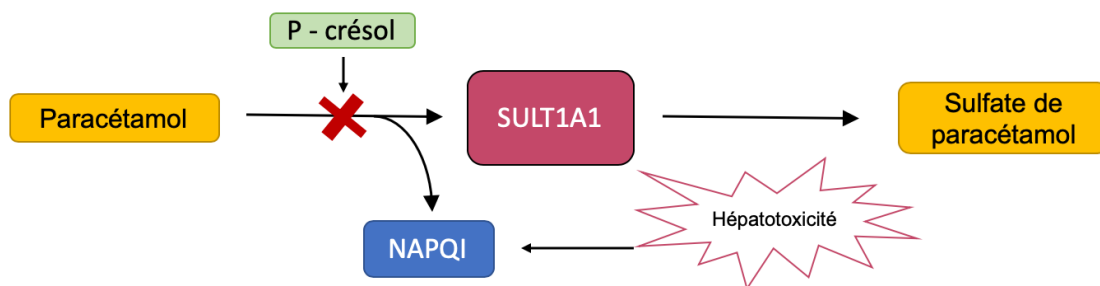 P - crésol
Paracétamol
SULT1A1
Sulfate de
paracétamol
Hépatotoxicité
NAPQI